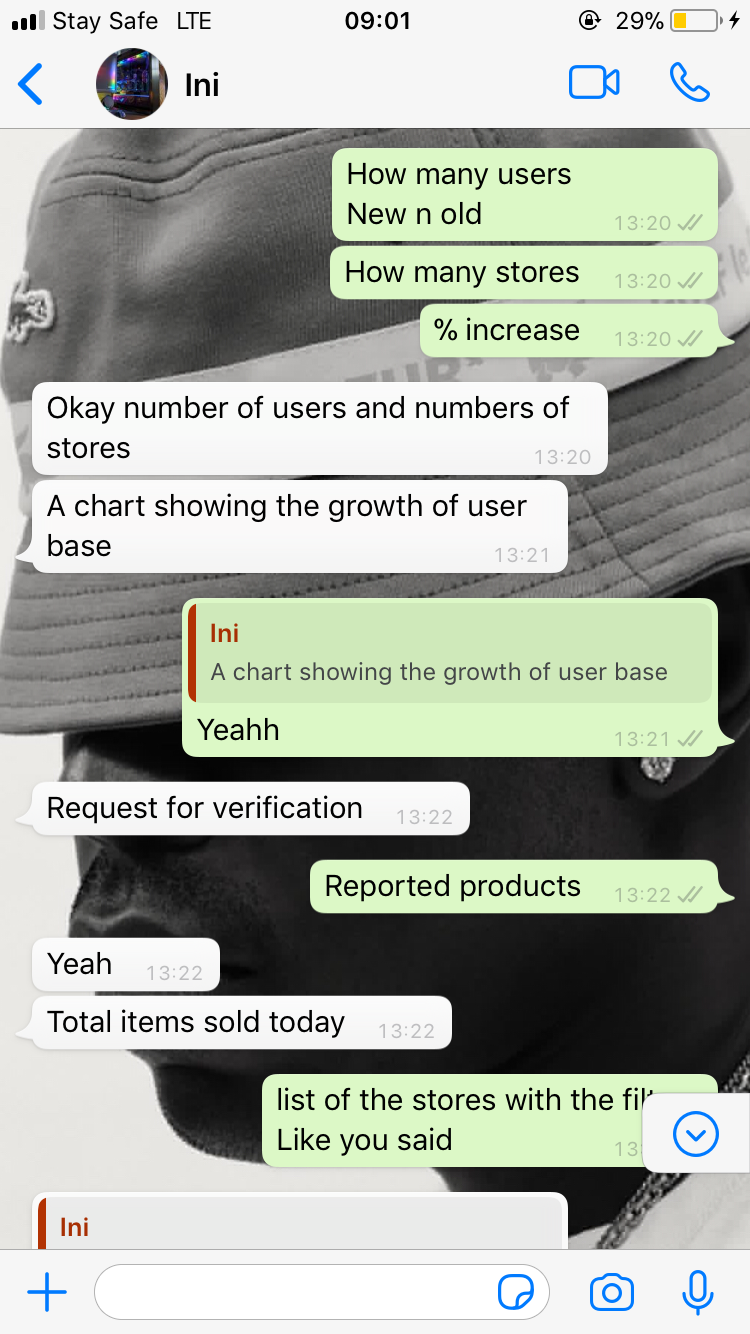 Stay Safe LTE 09:01 29%
Ini
How many users
New n old 13:20
How many stores 13:20
% increase 13:20
Okay number of users and numbers of
stores 13:20
A chart showing the growth of user
base 13:21
Ini
A chart showing the growth of user base
Yeahh 13:21
Request for verification 13:22
Reported products 13:22
Yeah 13:22
Total items sold today 13:22
list of the stores with the
Like you said
Ini